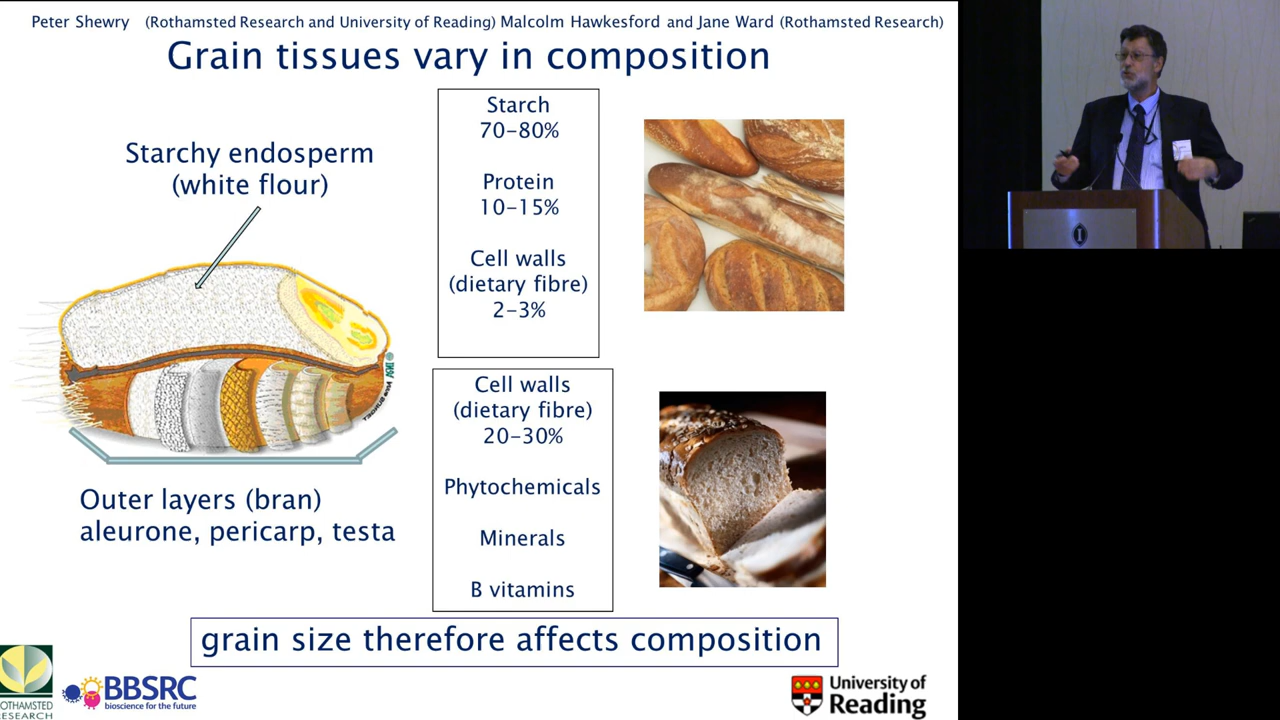 Peter Shewry (Rothamsted Research and University of Reading) Malcolm Hawkesford and Jane Ward (Rothamsted Research)
Grain tissues vary in composition
Starchy endosperm
(white flour)
Starch
70-80%
Protein
10-15%
Cell walls
(dietary fibre)
2-3%
Outer layers (bran)
aleurone, pericarp, testa
Cell walls
(dietary fibre)
20-30%
Phytochemicals
Minerals
B vitamins
grain size therefore affects composition
OTHAMSTED
RESEARCH
BBSRC
bioscience for the future
University of
Reading